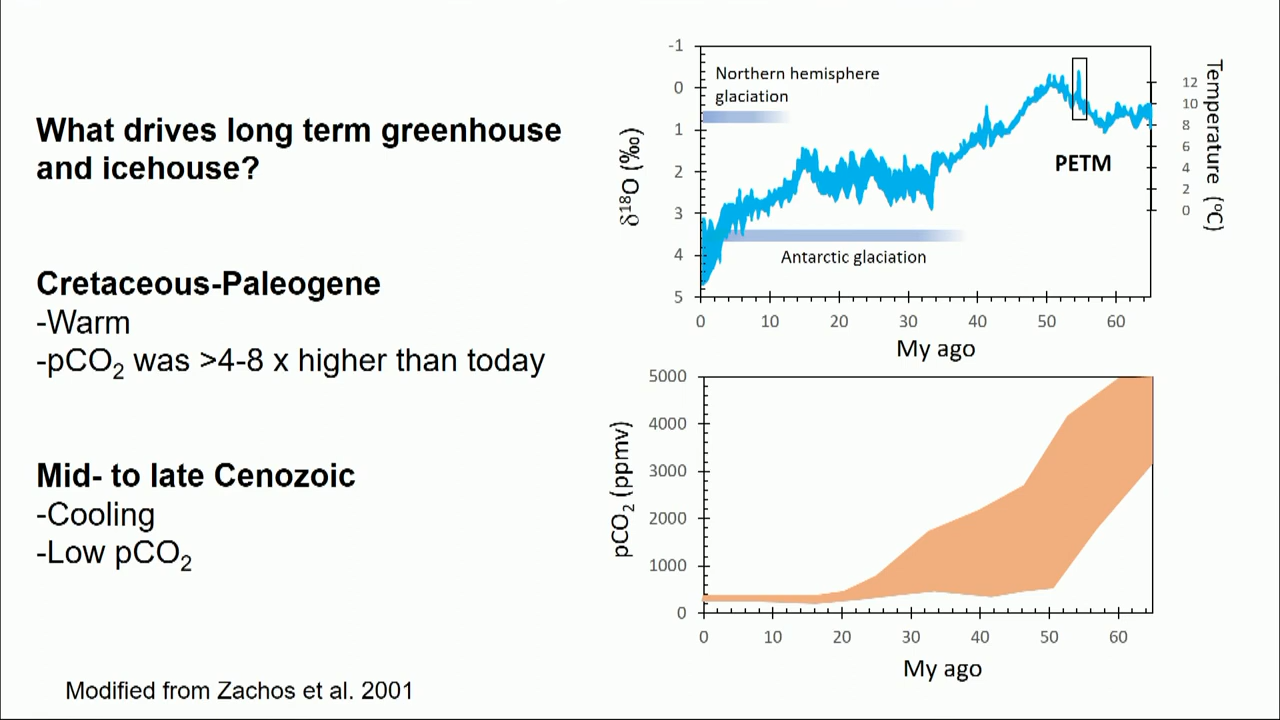 What drives long term greenhouse
and icehouse?
Cretaceous-Paleogene
-Warm
-pCO₂ was >4-8 x higher than today
Mid- to late Cenozoic
-Cooling
-Low pCO₂
Modified from Zachos et al. 2001
-1
0
1
2
3
4
5
δ¹⁸O (‰)
Northern hemisphere
glaciation
PETM
Antarctic glaciation
12
10
8
6
4
2
0
Temperature (ºC)
0 10 20 30 40 50 60
My ago
5000
4000
3000
2000
1000
0
pCO₂ (ppmv)
0 10 20 30 40 50 60
My ago